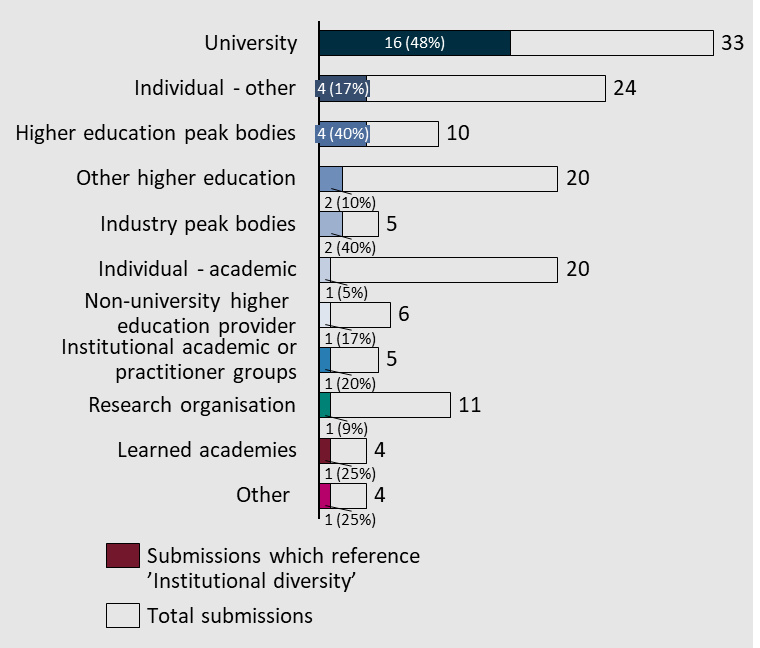 University 16 (48%) 33
Individual - other 4 (17%) 24
Higher education peak bodies 4 (40%) 10
Other higher education 20
2 (10%)
Industry peak bodies 5
2 (40%)
Individual - academic 20
1 (5%)
Non-university higher
education provider 6
1 (17%)
Institutional academic or
practitioner groups 5
1 (20%)
Research organisation 11
1 (9%)
Learned academies 4
1 (25%)
Other 4
1 (25%)
Submissions which reference
’Institutional diversity’
Total submissions